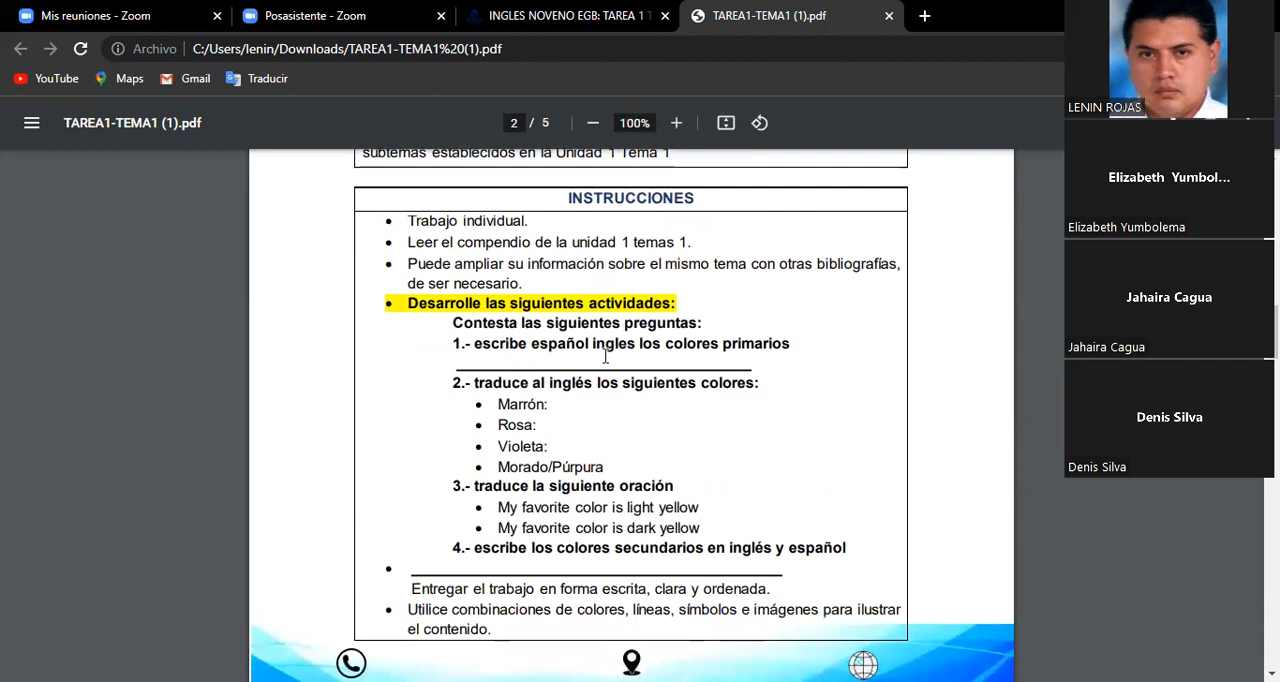 Mis reuniones - Zoom
Posasistente - Zoom
INGLES NOVENO EGB: TAREA 1 T
TAREA1-TEMA1 (1).pdf
Archivo
C:/Users/lenin/Downloads/TAREA1-TEMA1%20(1).pdf
YouTube
Maps
Gmail
Traducir
TAREA1-TEMA1 (1).pdf
2 / 5
100%
subtemas establecidos en la Unidad 1 Tema 1
INSTRUCCIONES
Trabajo individual.
Leer el compendio de la unidad 1 temas 1.
Puede ampliar su información sobre el mismo tema con otras bibliografías,
de ser necesario.
Desarrolle las siguientes actividades:
Contesta las siguientes preguntas:
1.- escribe español ingles los colores primarios
2.- traduce al inglés los siguientes colores:
Marrón:
Rosa:
Violeta:
Morado/Púrpura
3.- traduce la siguiente oración
My favorite color is light yellow
My favorite color is dark yellow
4.- escribe los colores secundarios en inglés y español
Entregar el trabajo en forma escrita, clara y ordenada.
Utilice combinaciones de colores, líneas, símbolos e imágenes para ilustrar
el contenido.
LENIN ROJAS
Elizabeth Yumbol...
Elizabeth Yumbolema
Jahaira Cagua
Jahaira Cagua
Denis Silva
Denis Silva